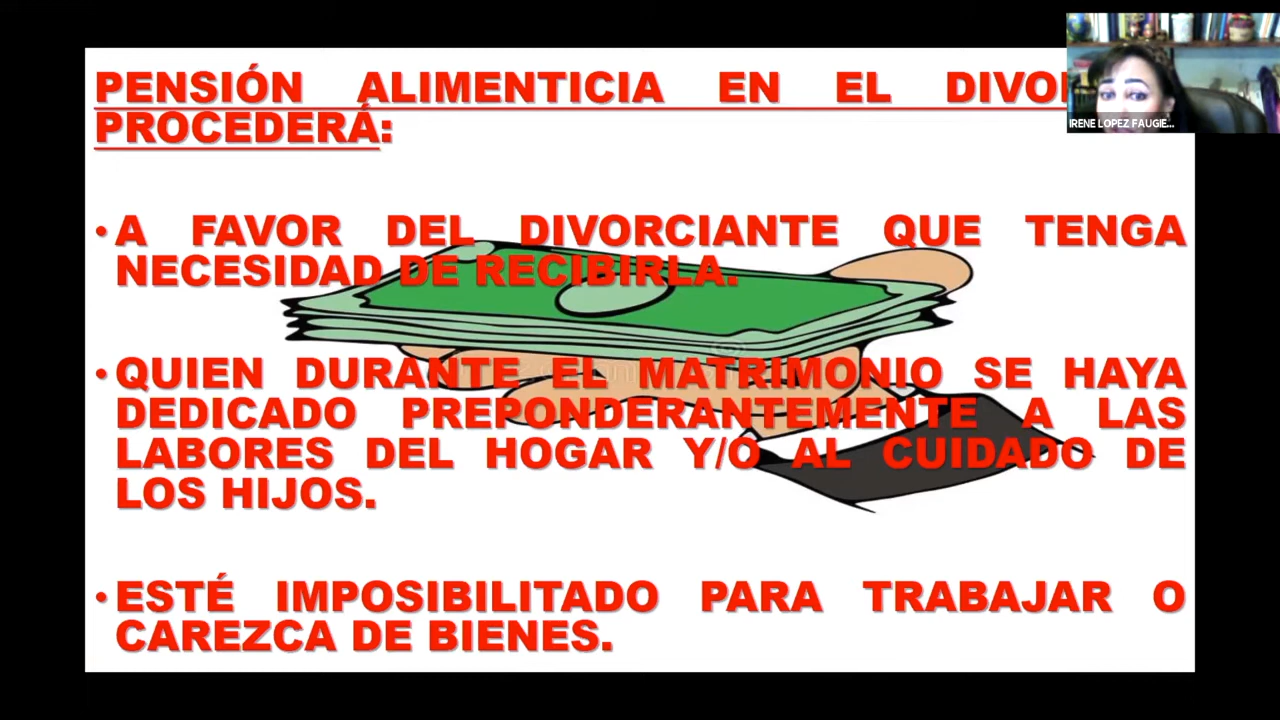 PENSIÓN ALIMENTICIA EN EL
PROCEDERÁ:
• A FAVOR DEL DIVORCIANTE QUE TENGA
NECESIDAD DE RECIBIRLA.
• QUIEN DURANTE EL MATRIMONIO SE HAYA
DEDICADO PREPONDERANTEMENTE A LAS
LABORES DEL HOGAR Y/O AL CUIDADO DE
LOS HIJOS.
• ESTÉ IMPOSIBILITADO PARA TRABAJAR O
CAREZCA DE BIENES.
IRENE LOPEZ FAUGIE...